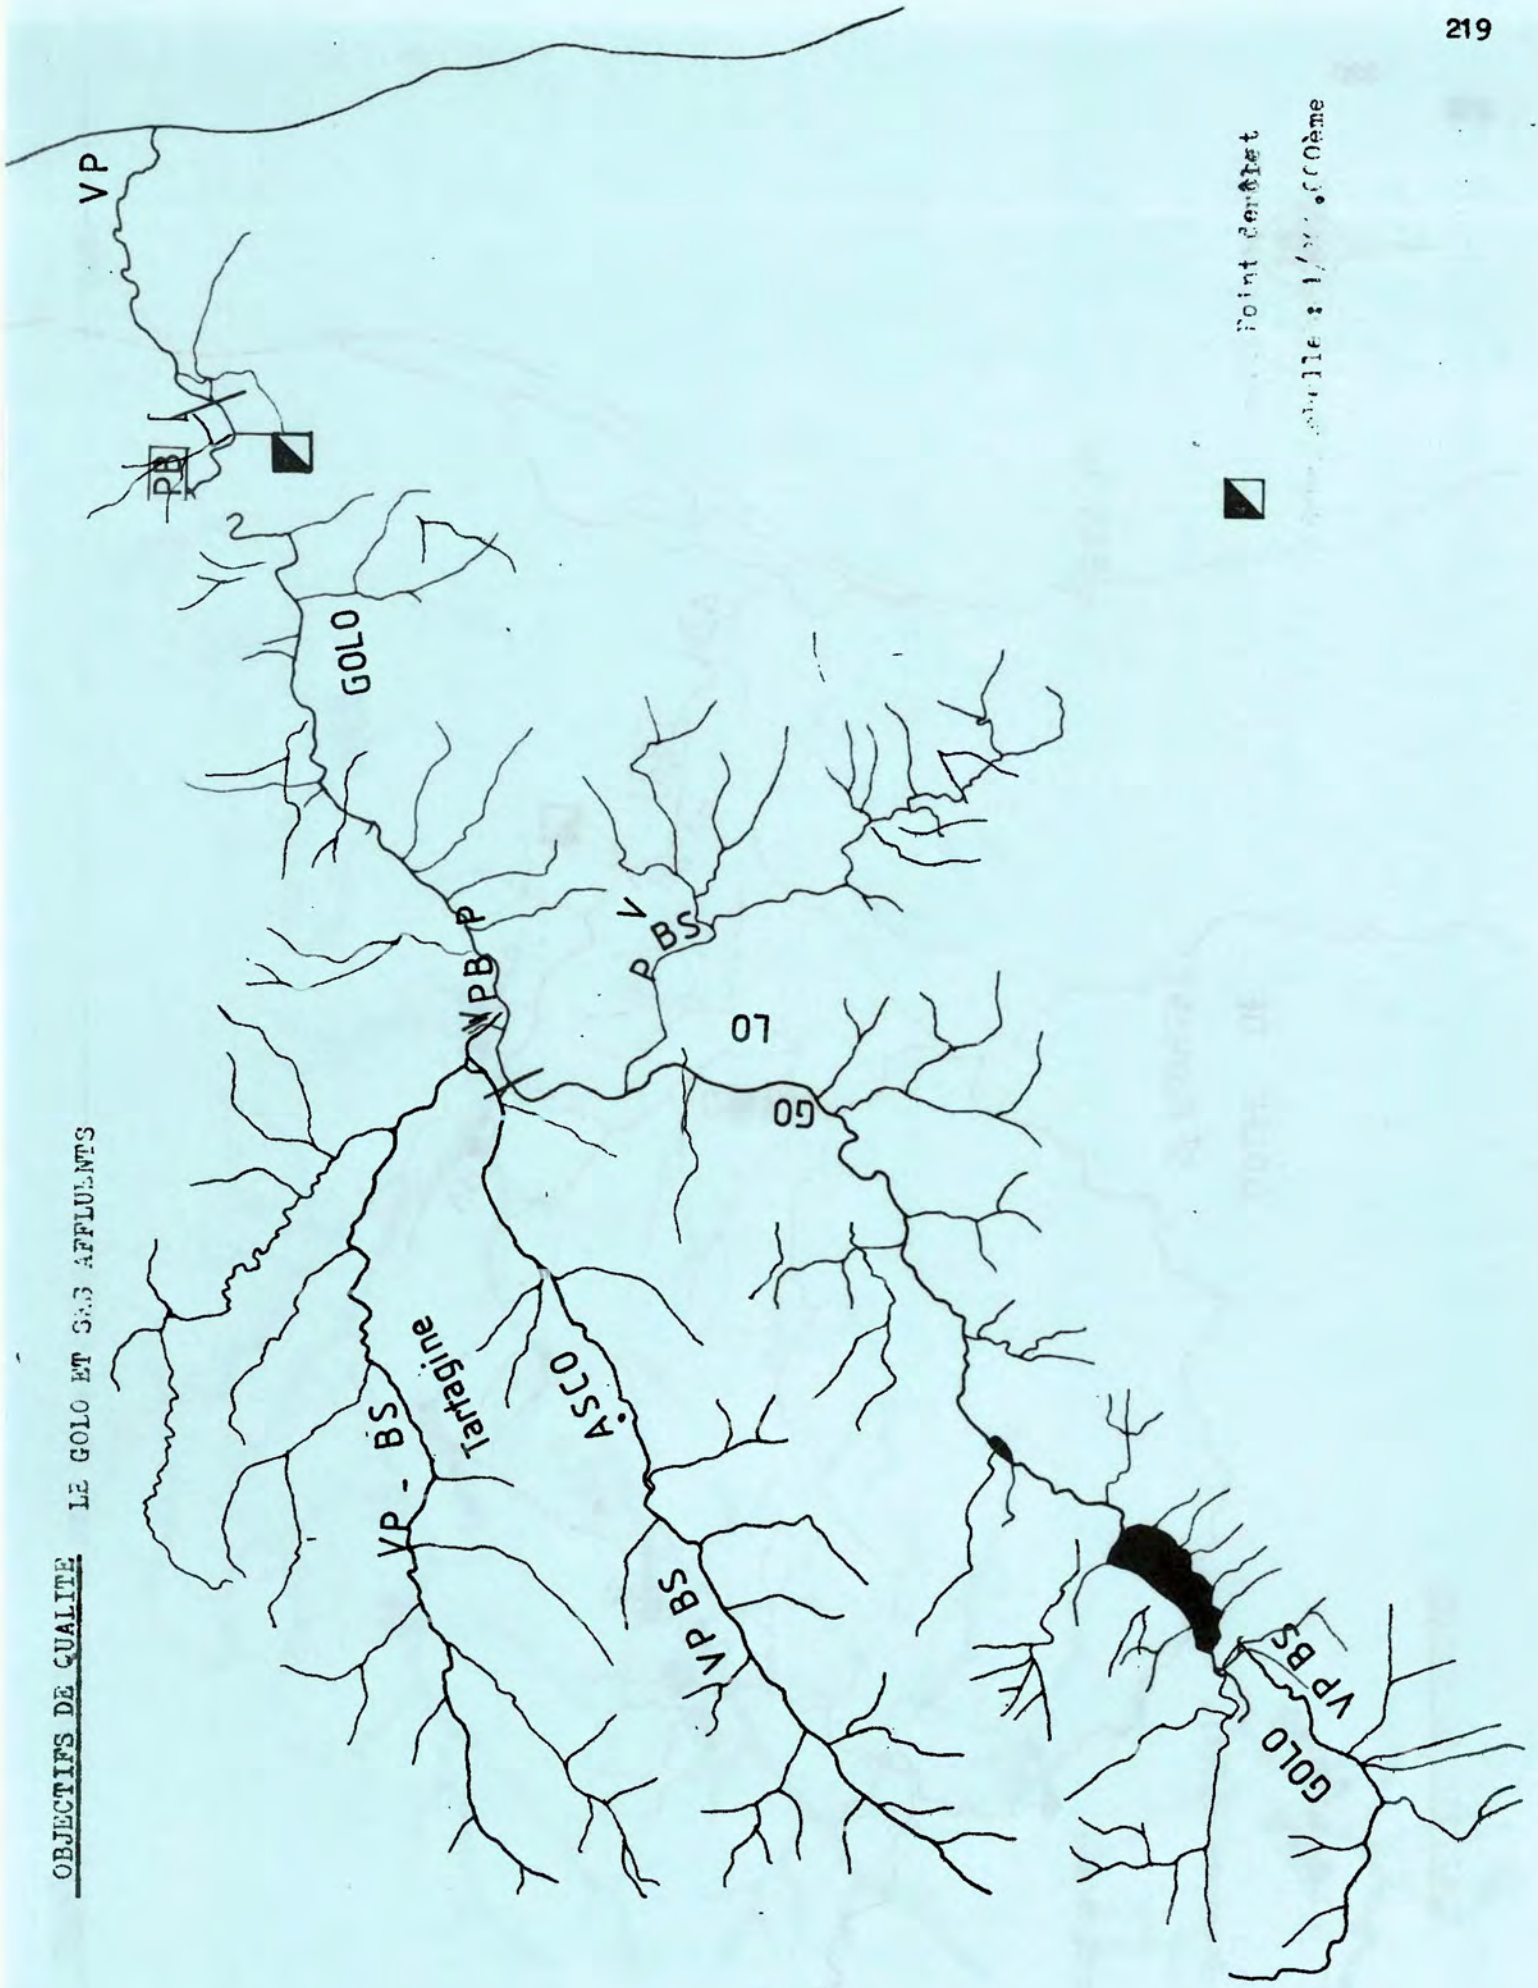 219
OBJECTIFS DE QUALITE LE GOLO ET SES AFFLUENTS
VP
PB
GOLO
VPB P
V
P BS
GO LO
VP - BS
Tartagine
ASCO
VP BS
VP BS
GOLO
Point